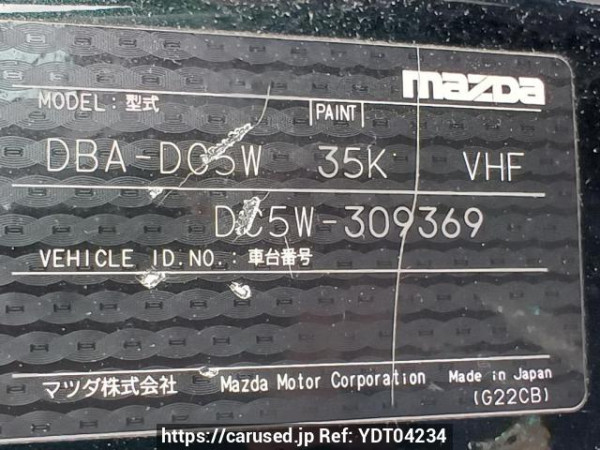 mazda
MODEL : 型式 PAINT
DBA-DC5W 35K VHF
DC5W-309369
VEHICLE ID.NO. : 車台番号
マツダ株式会社 Mazda Motor Corporation Made in Japan
(G22CB)
https://carused.jp Ref: YDT04234